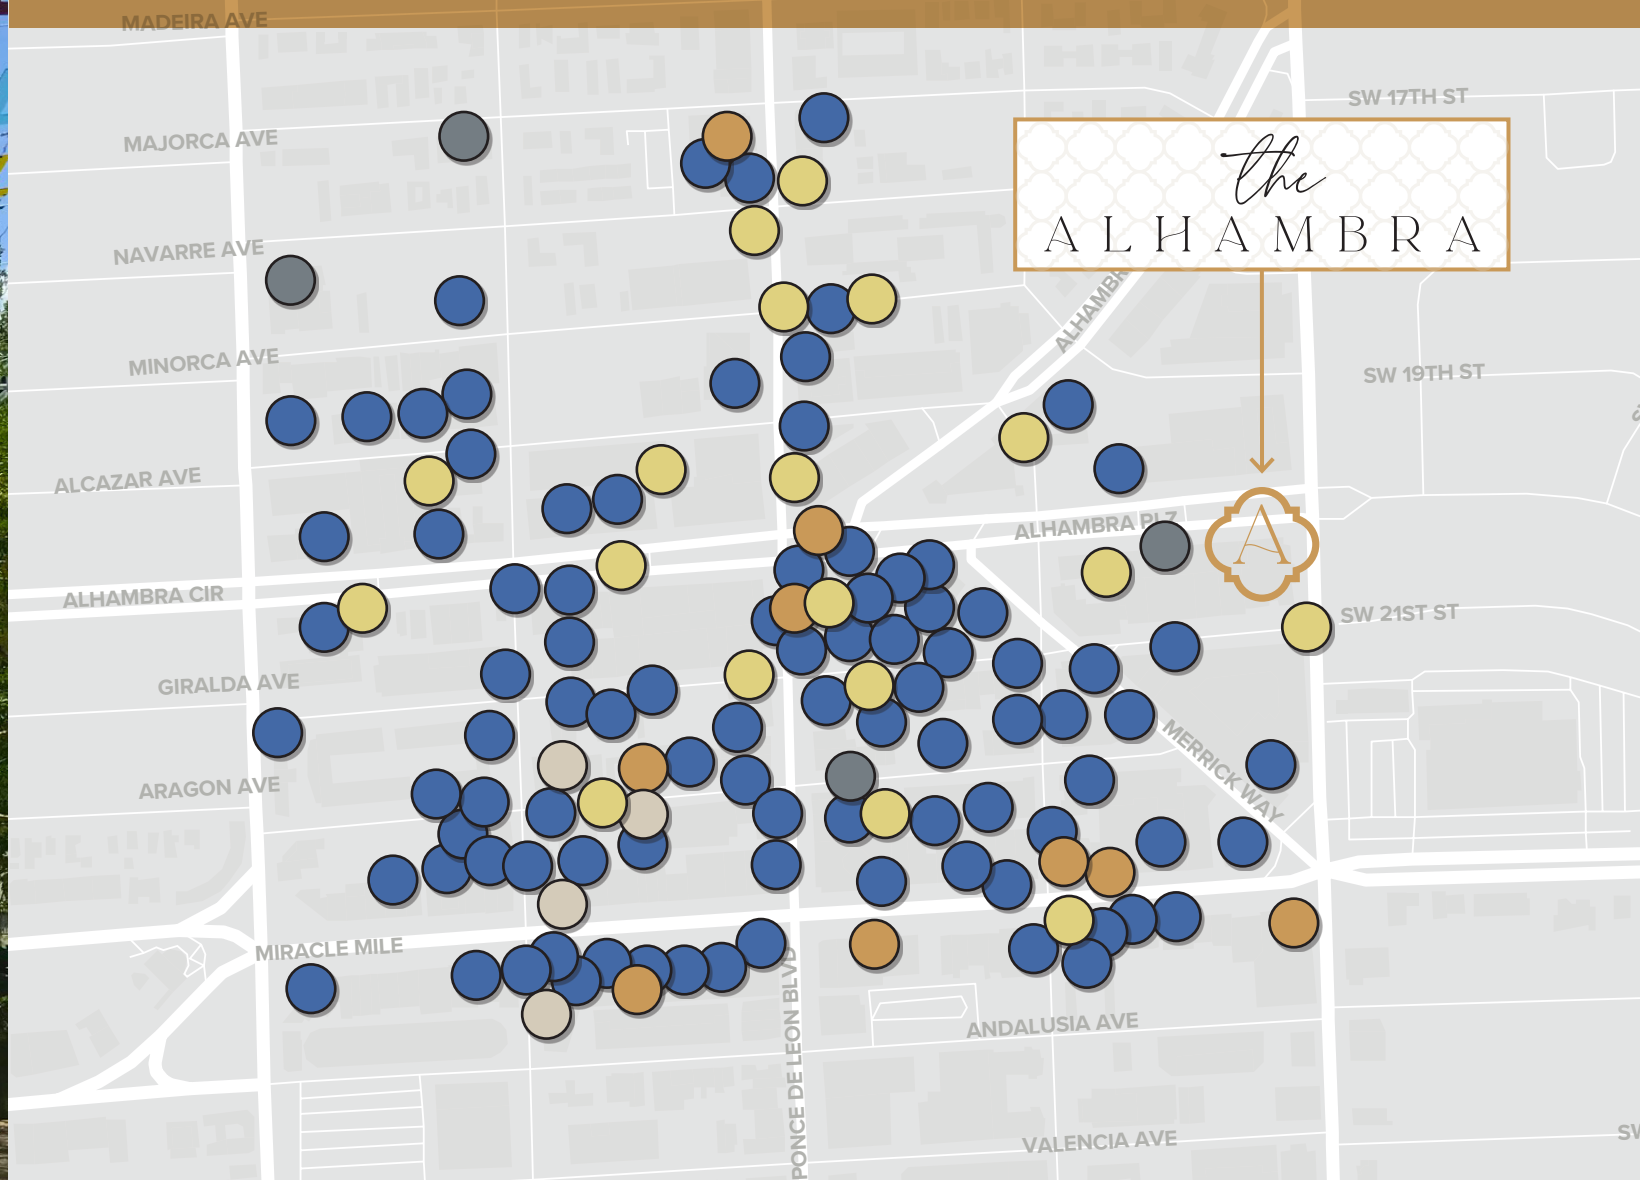 MADEIRA AVE
SW 17TH ST
MAJORCA AVE
the
ALHAMBRA
NAVARRE AVE
ALHAMBR
MINORCA AVE
SW 19TH ST
ALCAZAR AVE
ALHAMBRA PLZ
A
ALHAMBRA CIR
SW 21ST ST
GIRALDA AVE
MERRICK WAY
ARAGON AVE
MIRACLE MILE
PONCE DE LEON BLVD
ANDALUSIA AVE
VALENCIA AVE
SW